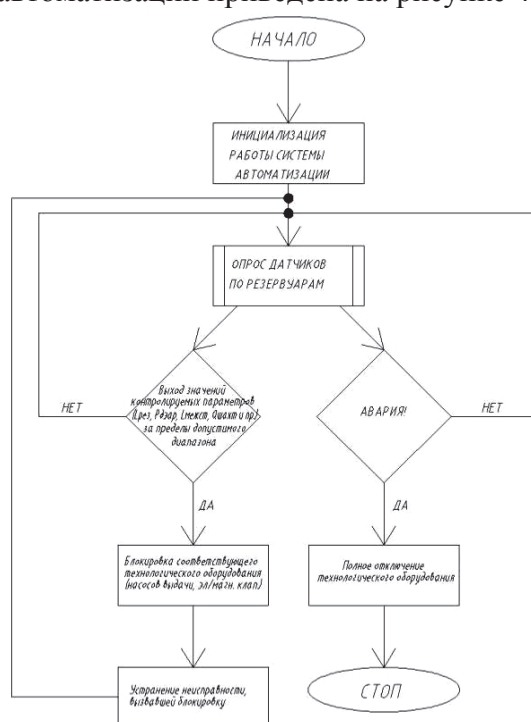 автоматизации приведена на рисунке
НАЧАЛО
ИНИЦИАЛИЗАЦИЯ
РАБОТЫ СИСТЕМЫ
АВТОМАТИЗАЦИИ
ОПРОС ДАТЧИКОВ
ПО РЕЗЕРВУАРАМ
Выход значений
контролируемых параметров
(Lрез, Pдзар, Lмежст, Qшахт и пр.)
за пределы допустимого
диапазона
НЕТ
АВАРИЯ!
НЕТ
ДА
ДА
Блокировка соответствующего
технологического оборудования
(насосов выдачи, эл/магн. клап.)
Полное отключение
технологического оборудования
Устранение неисправности,
вызвавшей блокировку
СТОП